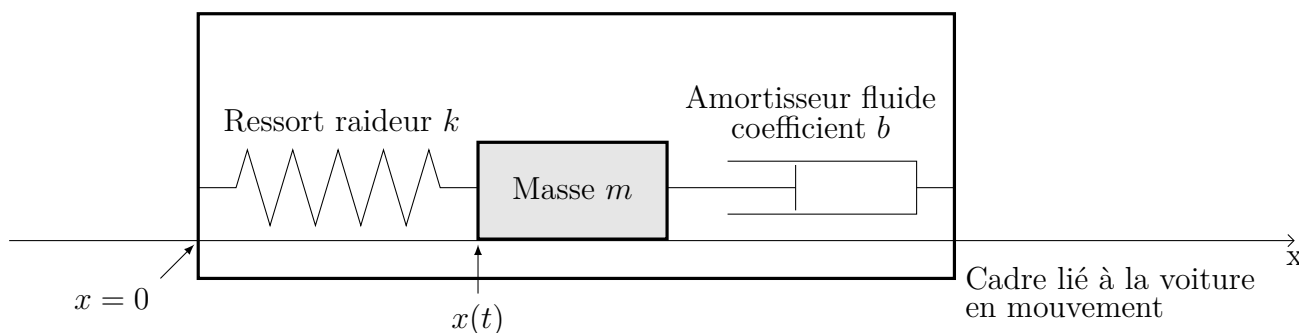 Amortisseur fluide
coefficient b
Ressort raideur k
Masse m
x
x = 0
x(t)
Cadre lié à la voiture
en mouvement